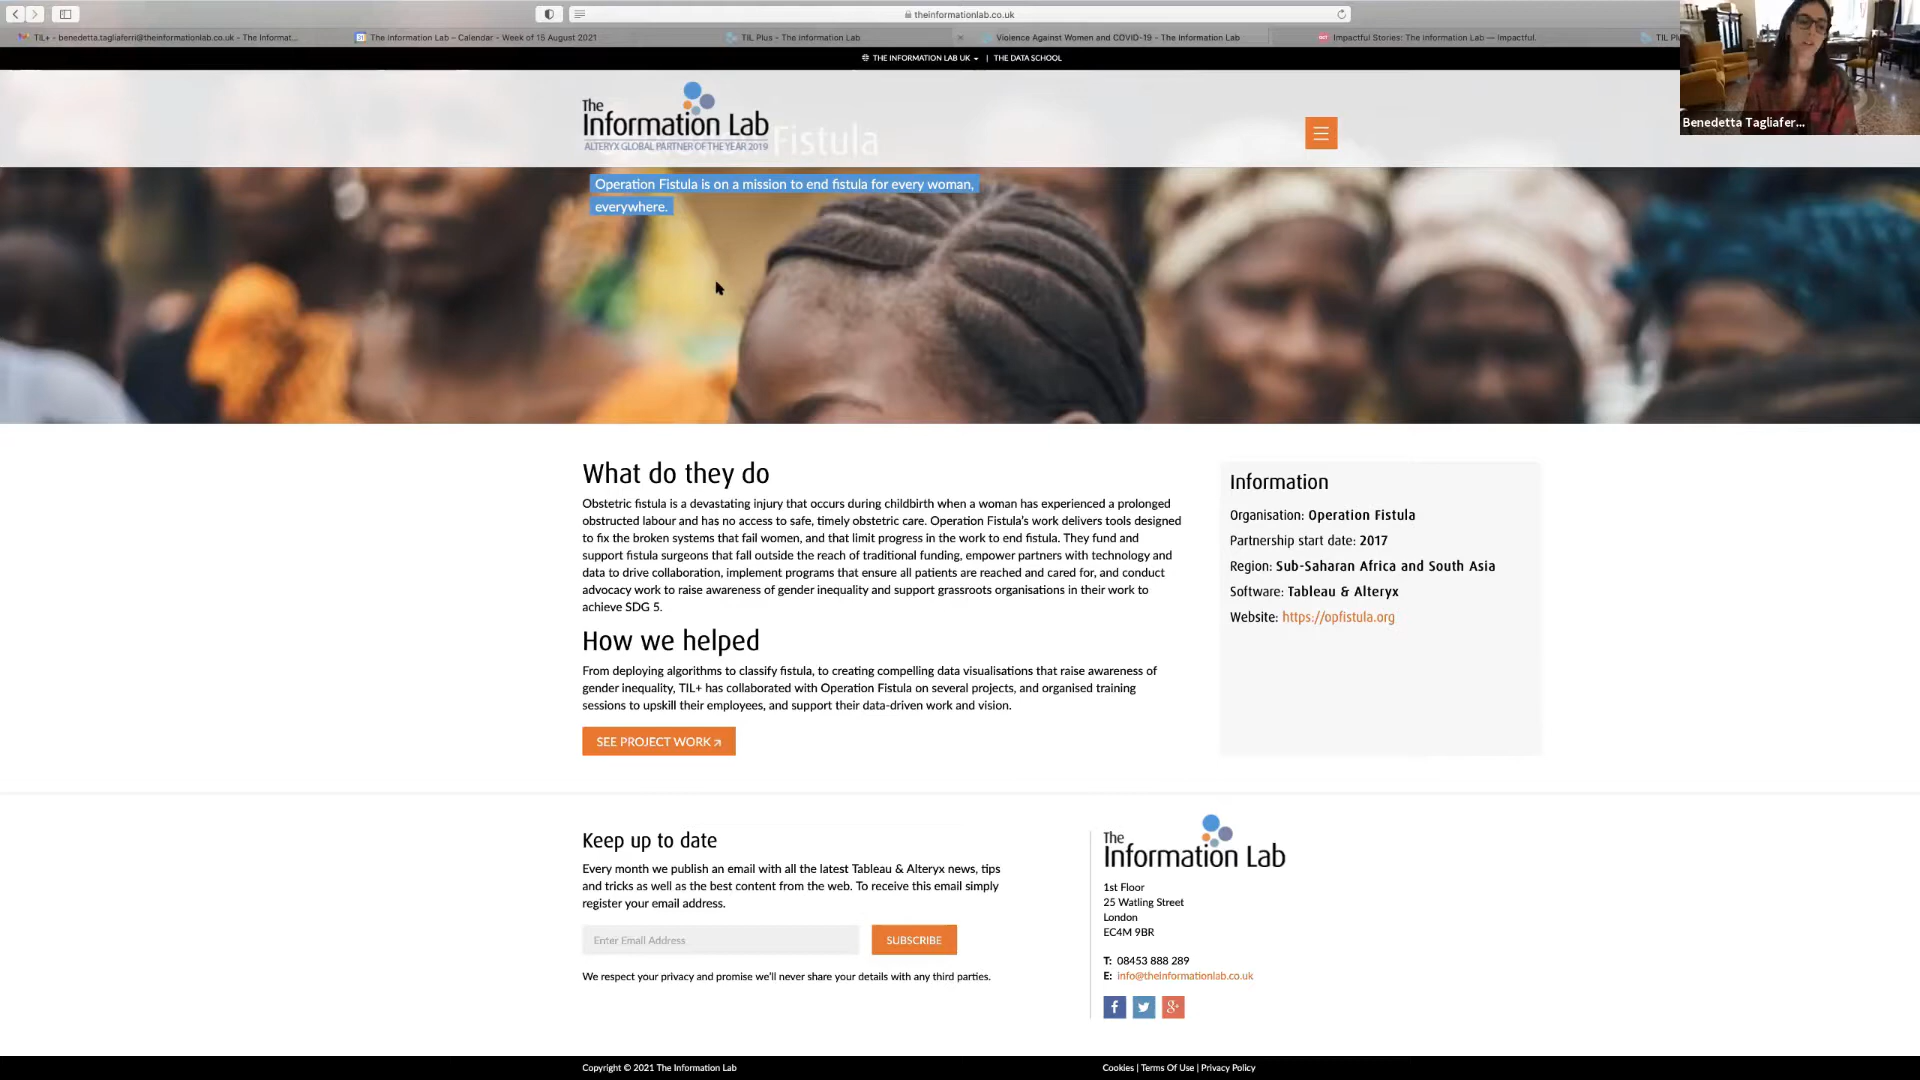 theinformationlab.co.uk
TIL+ - benedetta.tagliaferri@theinformationlab.co.uk - The Informat...
The Information Lab – Calendar - Week of 15 August 2021
TIL Plus - The Information Lab
Violence Against Women and COVID-19 - The Information Lab
Impactful Stories: The Information Lab — Impactful.
TIL Pl
THE INFORMATION LAB UK | THE DATA SCHOOL
Benedetta Tagliafer...
The
Information Lab
ALTERYX GLOBAL PARTNER OF THE YEAR 2019
Fistula
Operation Fistula is on a mission to end fistula for every woman,
everywhere.
What do they do
Obstetric fistula is a devastating injury that occurs during childbirth when a woman has experienced a prolonged
obstructed labour and has no access to safe, timely obstetric care. Operation Fistula's work delivers tools designed
to fix the broken systems that fail women, and that limit progress in the work to end fistula. They fund and
support fistula surgeons that fall outside the reach of traditional funding, empower partners with technology and
data to drive collaboration, implement programs that ensure all patients are reached and cared for, and conduct
advocacy work to raise awareness of gender inequality and support grassroots organisations in their work to
achieve SDG 5.
How we helped
From deploying algorithms to classify fistula, to creating compelling data visualisations that raise awareness of
gender inequality, TIL+ has collaborated with Operation Fistula on several projects, and organised training
sessions to upskill their employees, and support their data-driven work and vision.
SEE PROJECT WORK
Information
Organisation: Operation Fistula
Partnership start date: 2017
Region: Sub-Saharan Africa and South Asia
Software: Tableau & Alteryx
Website: https://opfistula.org
Keep up to date
Every month we publish an email with all the latest Tableau & Alteryx news, tips
and tricks as well as the best content from the web. To receive this email simply
register your email address.
Enter Email Address
SUBSCRIBE
We respect your privacy and promise we'll never share your details with any third parties.
The
Information Lab
1st Floor
25 Watling Street
London
EC4M 9BR
T: 08453 888 289
E: info@theinformationlab.co.uk
Copyright © 2021 The Information Lab
Cookies | Terms Of Use | Privacy Policy